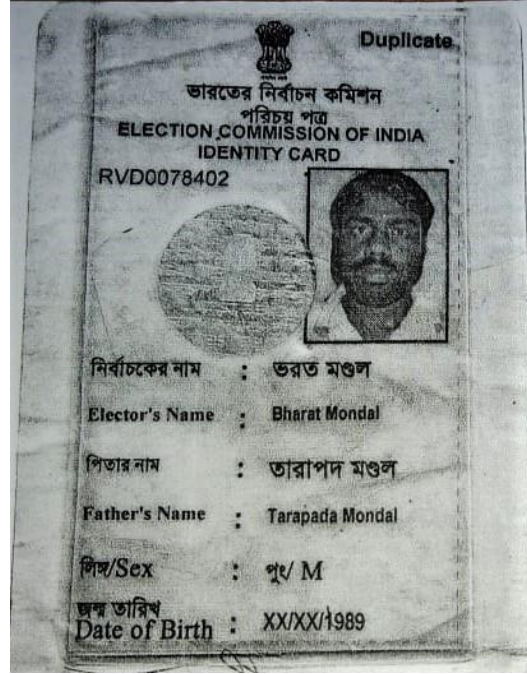 Duplicate
ভারতের নির্বাচন কমিশন
পরিচয় পত্র
ELECTION COMMISSION OF INDIA
IDENTITY CARD
RVD0078402
নির্বাচকের নাম : ভরত মণ্ডল
Elector's Name : Bharat Mondal
পিতার নাম : তারাপদ মণ্ডল
Father's Name : Tarapada Mondal
লিঙ্গ/Sex : পুং/ M
জন্ম তারিখ
Date of Birth : XX/XX/1989